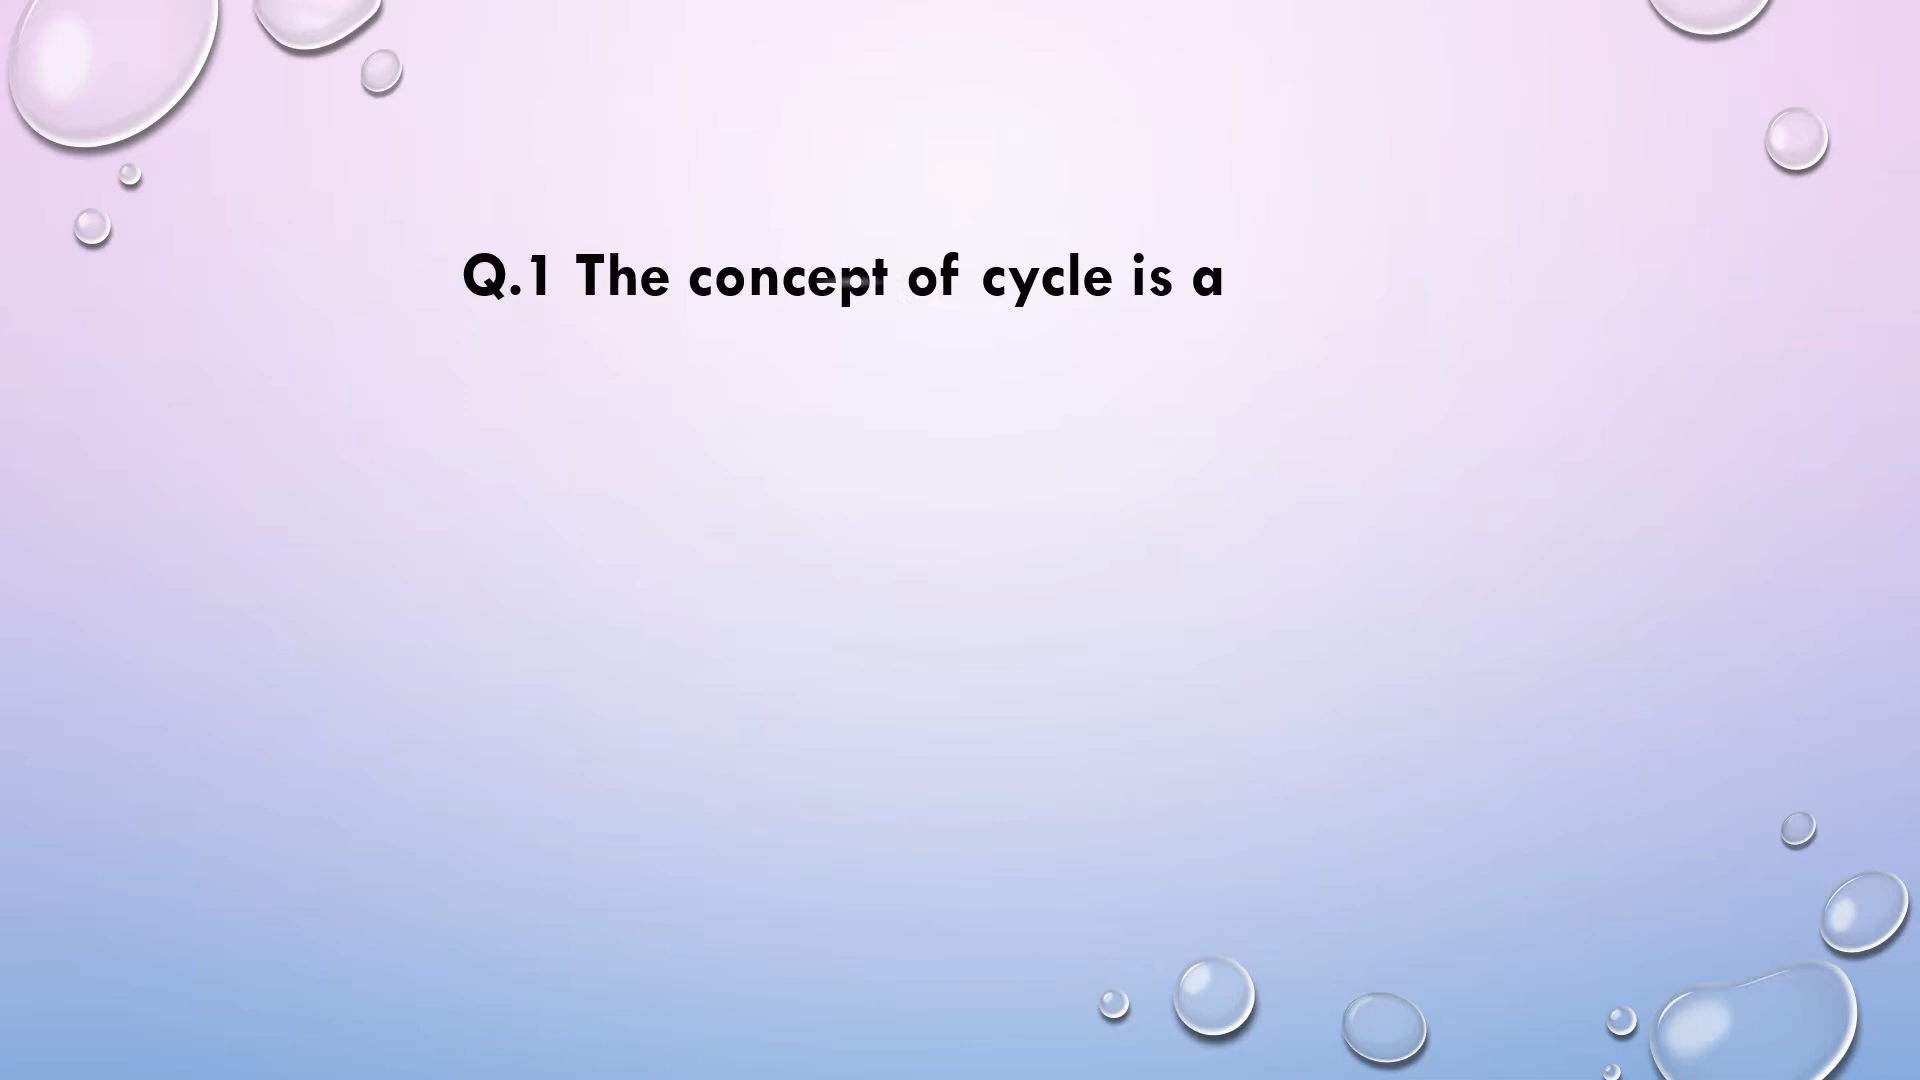 Q.1 The concept of cycle is a